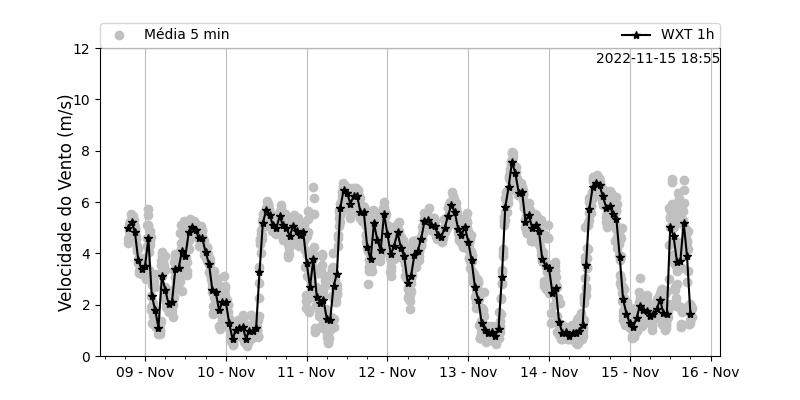 Média 5 min
WXT 1h
2022-11-15 18:55
Velocidade do Vento (m/s)
12
10
8
6
4
2
0
09 - Nov
10 - Nov
11 - Nov
12 - Nov
13 - Nov
14 - Nov
15 - Nov
16 - Nov